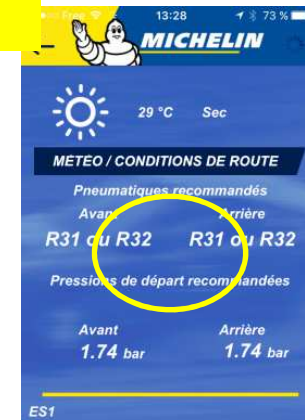 Free 13:28 73 %
MICHELIN
29 °C Sec
MÉTÉO / CONDITIONS DE ROUTE
Pneumatiques recommandés
Avant Arrière
R31 ou R32 R31 ou R32
Pressions de départ recommandées
Avant Arrière
1.74 bar 1.74 bar
ES1